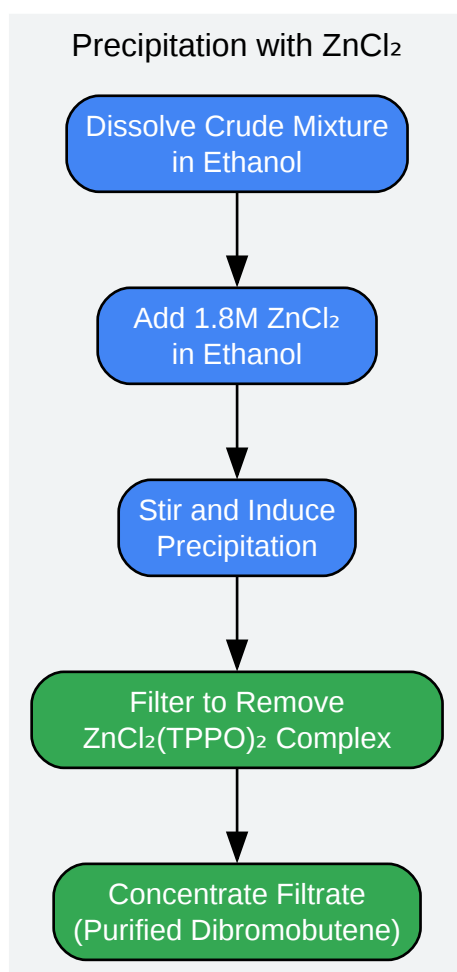 Precipitation with ZnCl₂
Dissolve Crude Mixture
in Ethanol
Add 1.8M ZnCl₂
in Ethanol
Stir and Induce
Precipitation
Filter to Remove
ZnCl₂(TPPO)₂ Complex
Concentrate Filtrate
(Purified Dibromobutene)